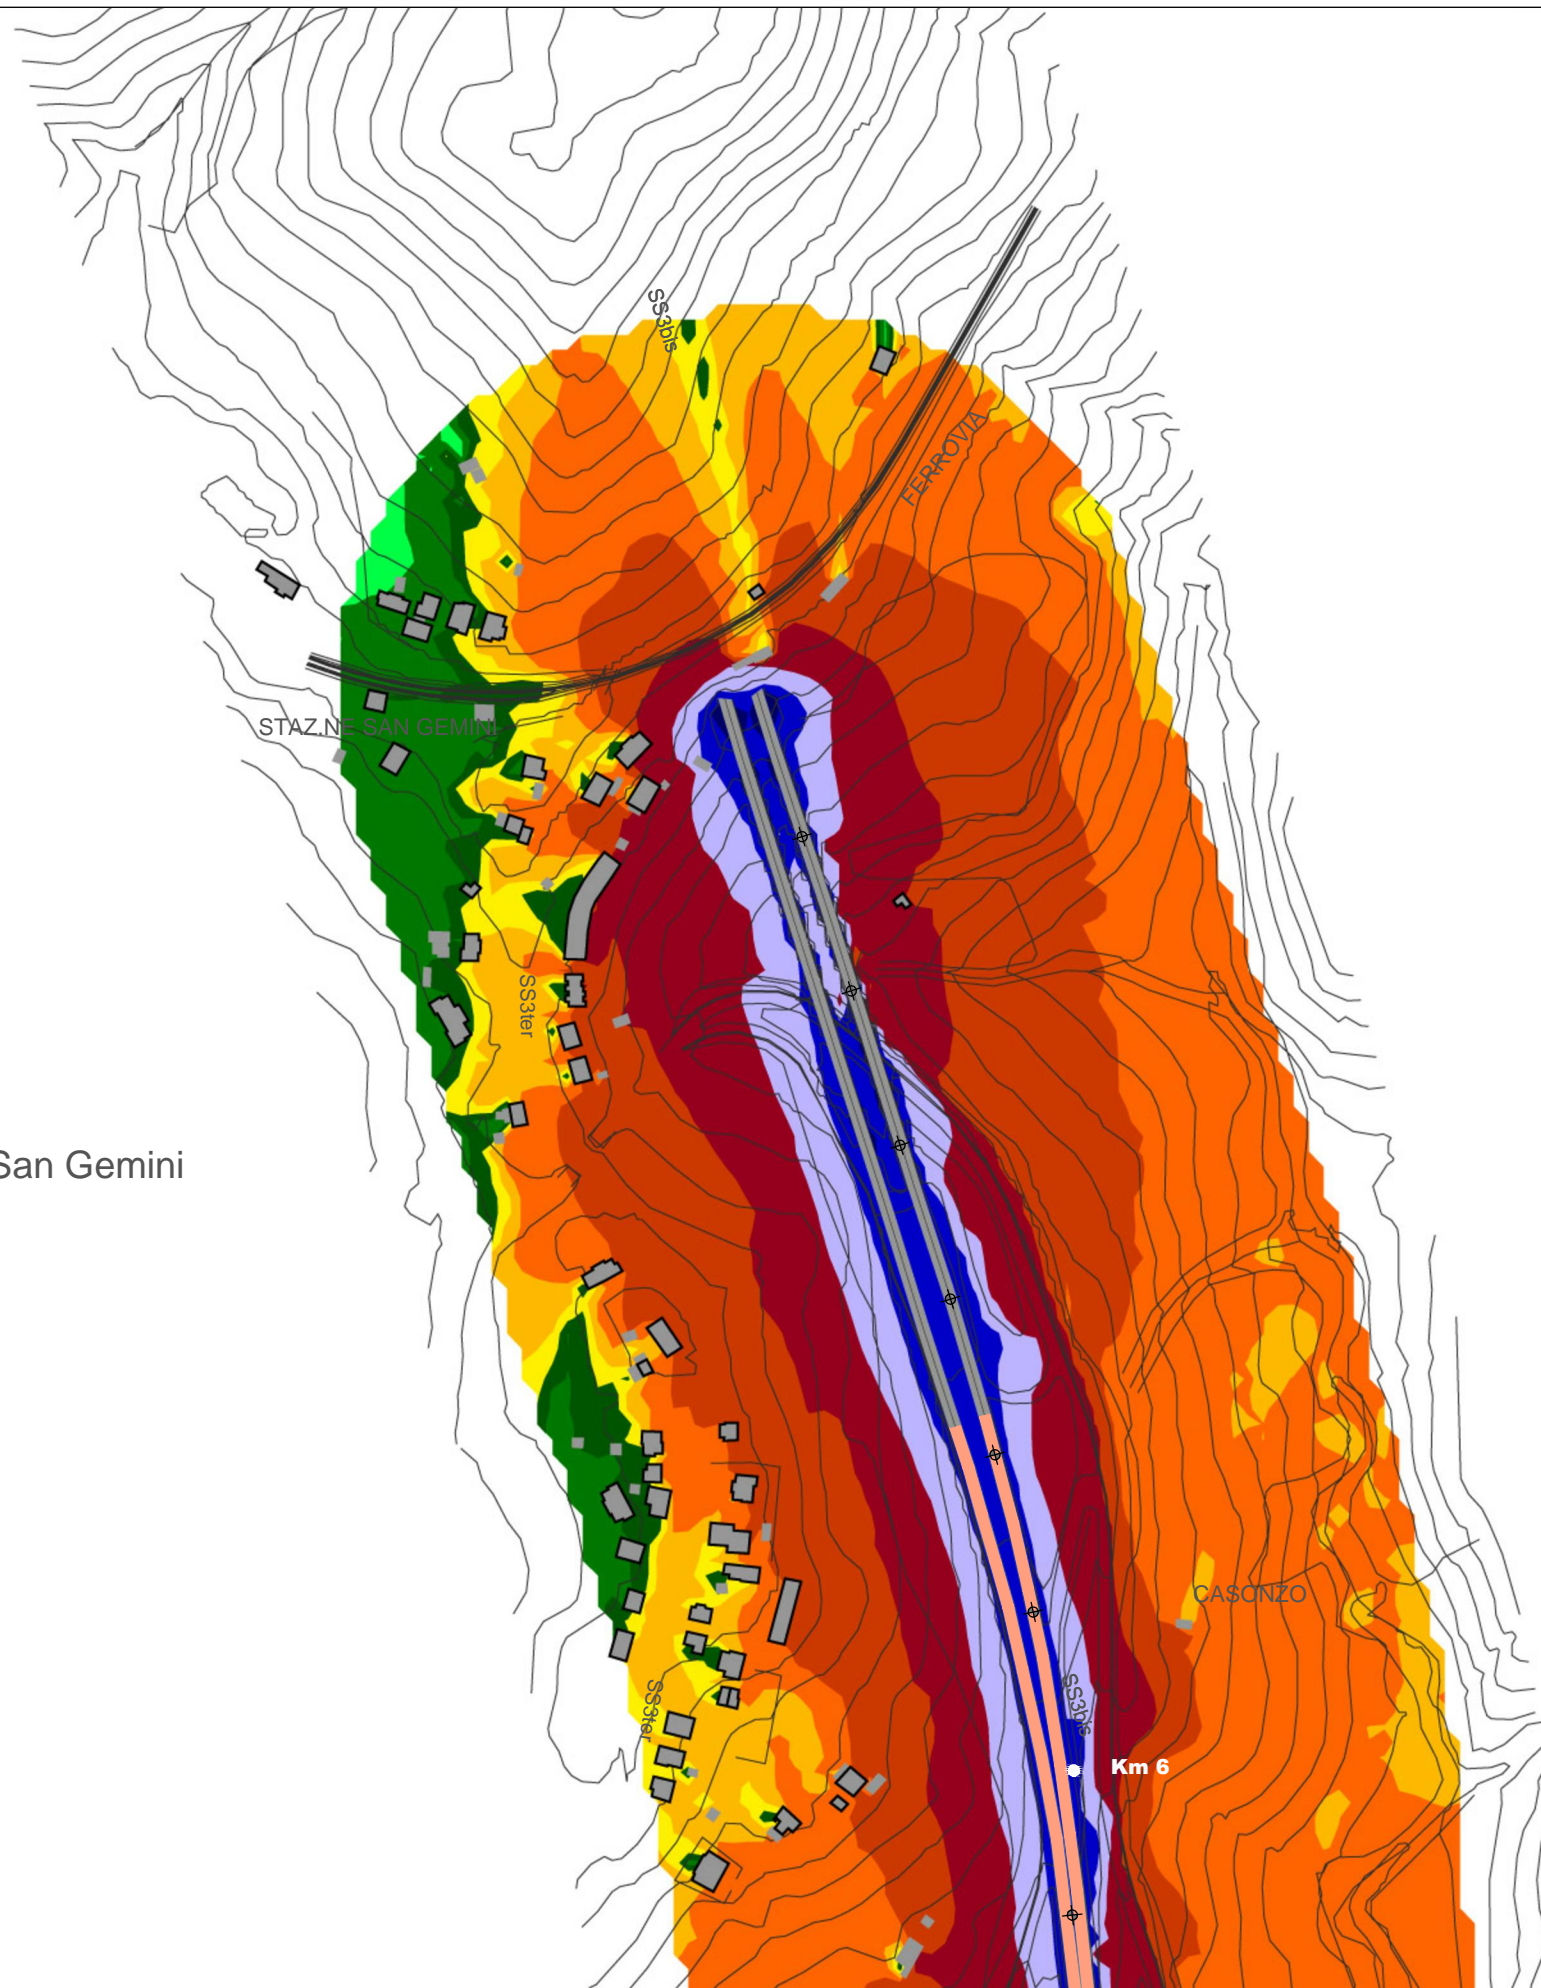 SS3bis
FERROVIA
STAZ.NE SAN GEMINI
SS3ter
San Gemini
CASONZO
SS3ter
SS3bis
Km 6